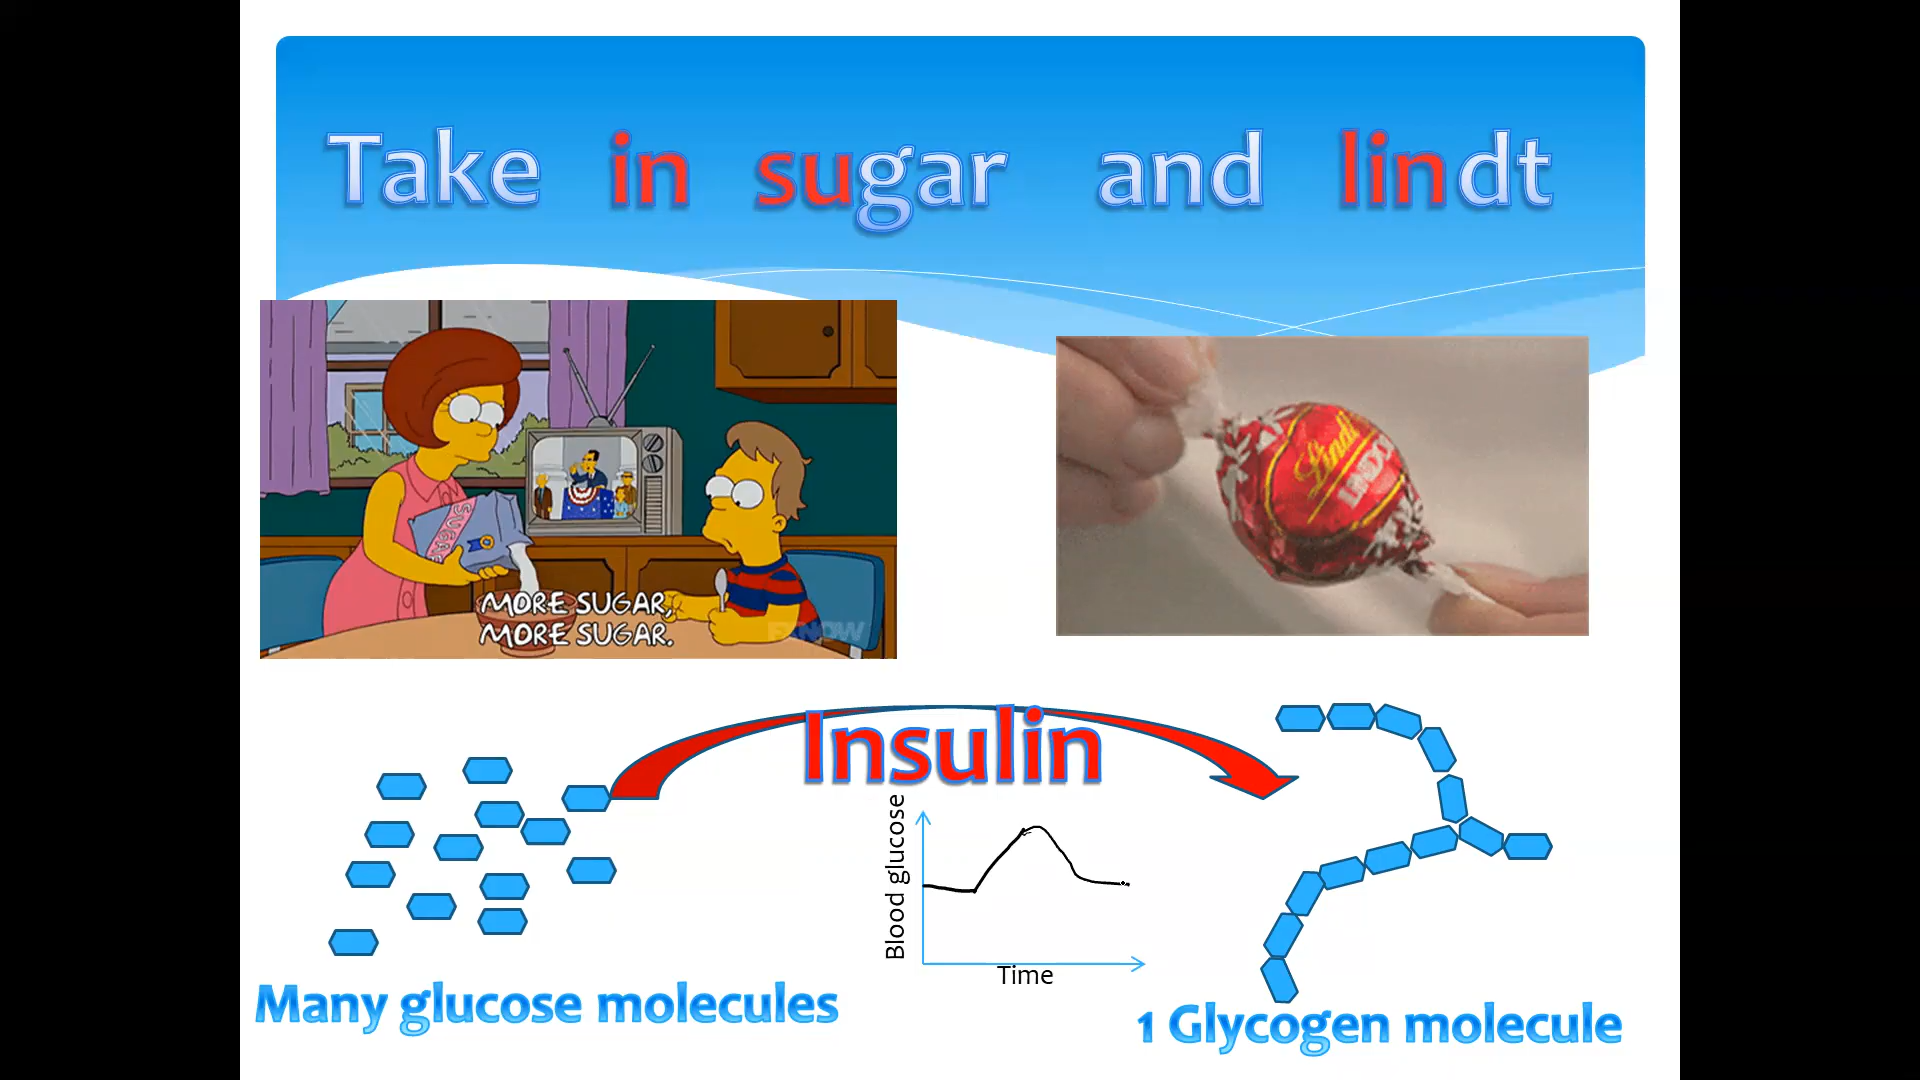 Take in sugar and lindt
SUGAR
MORE SUGAR,
MORE SUGAR.
Lindt
Insulin
Blood glucose
Time
Many glucose molecules
1 Glycogen molecule